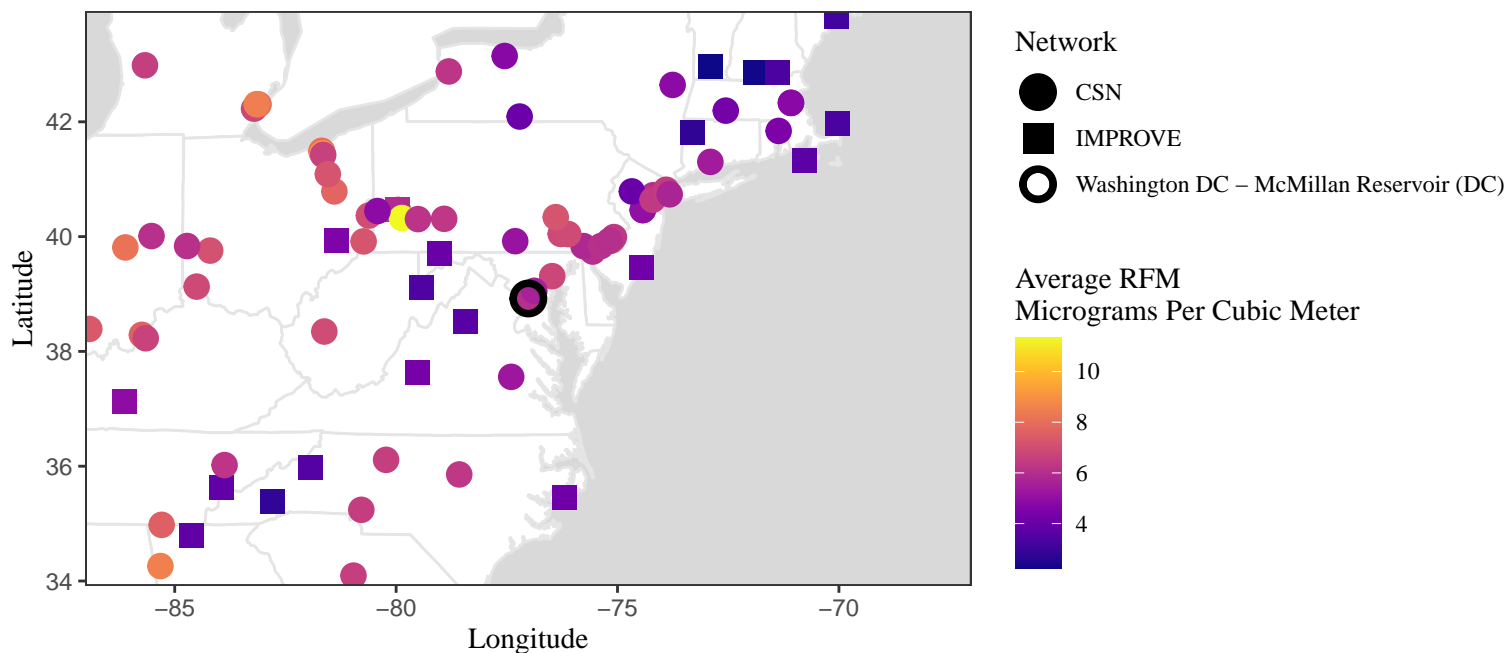 Latitude
42
40
38
36
34
−85
−80
−75
−70
Longitude
Network
CSN
IMPROVE
Washington DC − McMillan Reservoir (DC)
Average RFM
Micrograms Per Cubic Meter
10
8
6
4